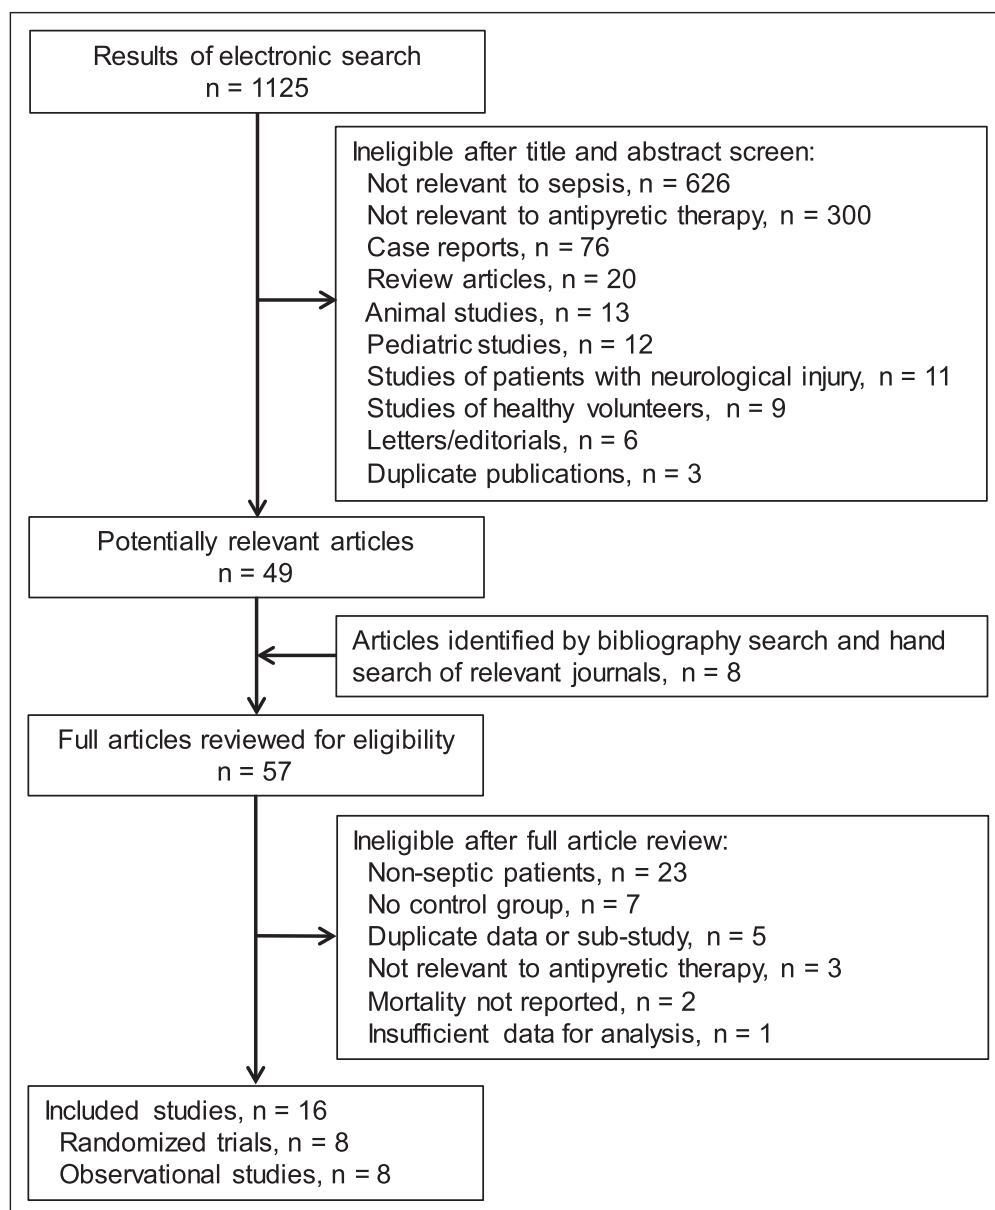 Results of electronic search
n = 1125
Ineligible after title and abstract screen:
Not relevant to sepsis, n = 626
Not relevant to antipyretic therapy, n = 300
Case reports, n = 76
Review articles, n = 20
Animal studies, n = 13
Pediatric studies, n = 12
Studies of patients with neurological injury, n = 11
Studies of healthy volunteers, n = 9
Letters/editorials, n = 6
Duplicate publications, n = 3
Potentially relevant articles
n = 49
Articles identified by bibliography search and hand
search of relevant journals, n = 8
Full articles reviewed for eligibility
n = 57
Ineligible after full article review:
Non-septic patients, n = 23
No control group, n = 7
Duplicate data or sub-study, n = 5
Not relevant to antipyretic therapy, n = 3
Mortality not reported, n = 2
Insufficient data for analysis, n = 1
Included studies, n = 16
Randomized trials, n = 8
Observational studies, n = 8